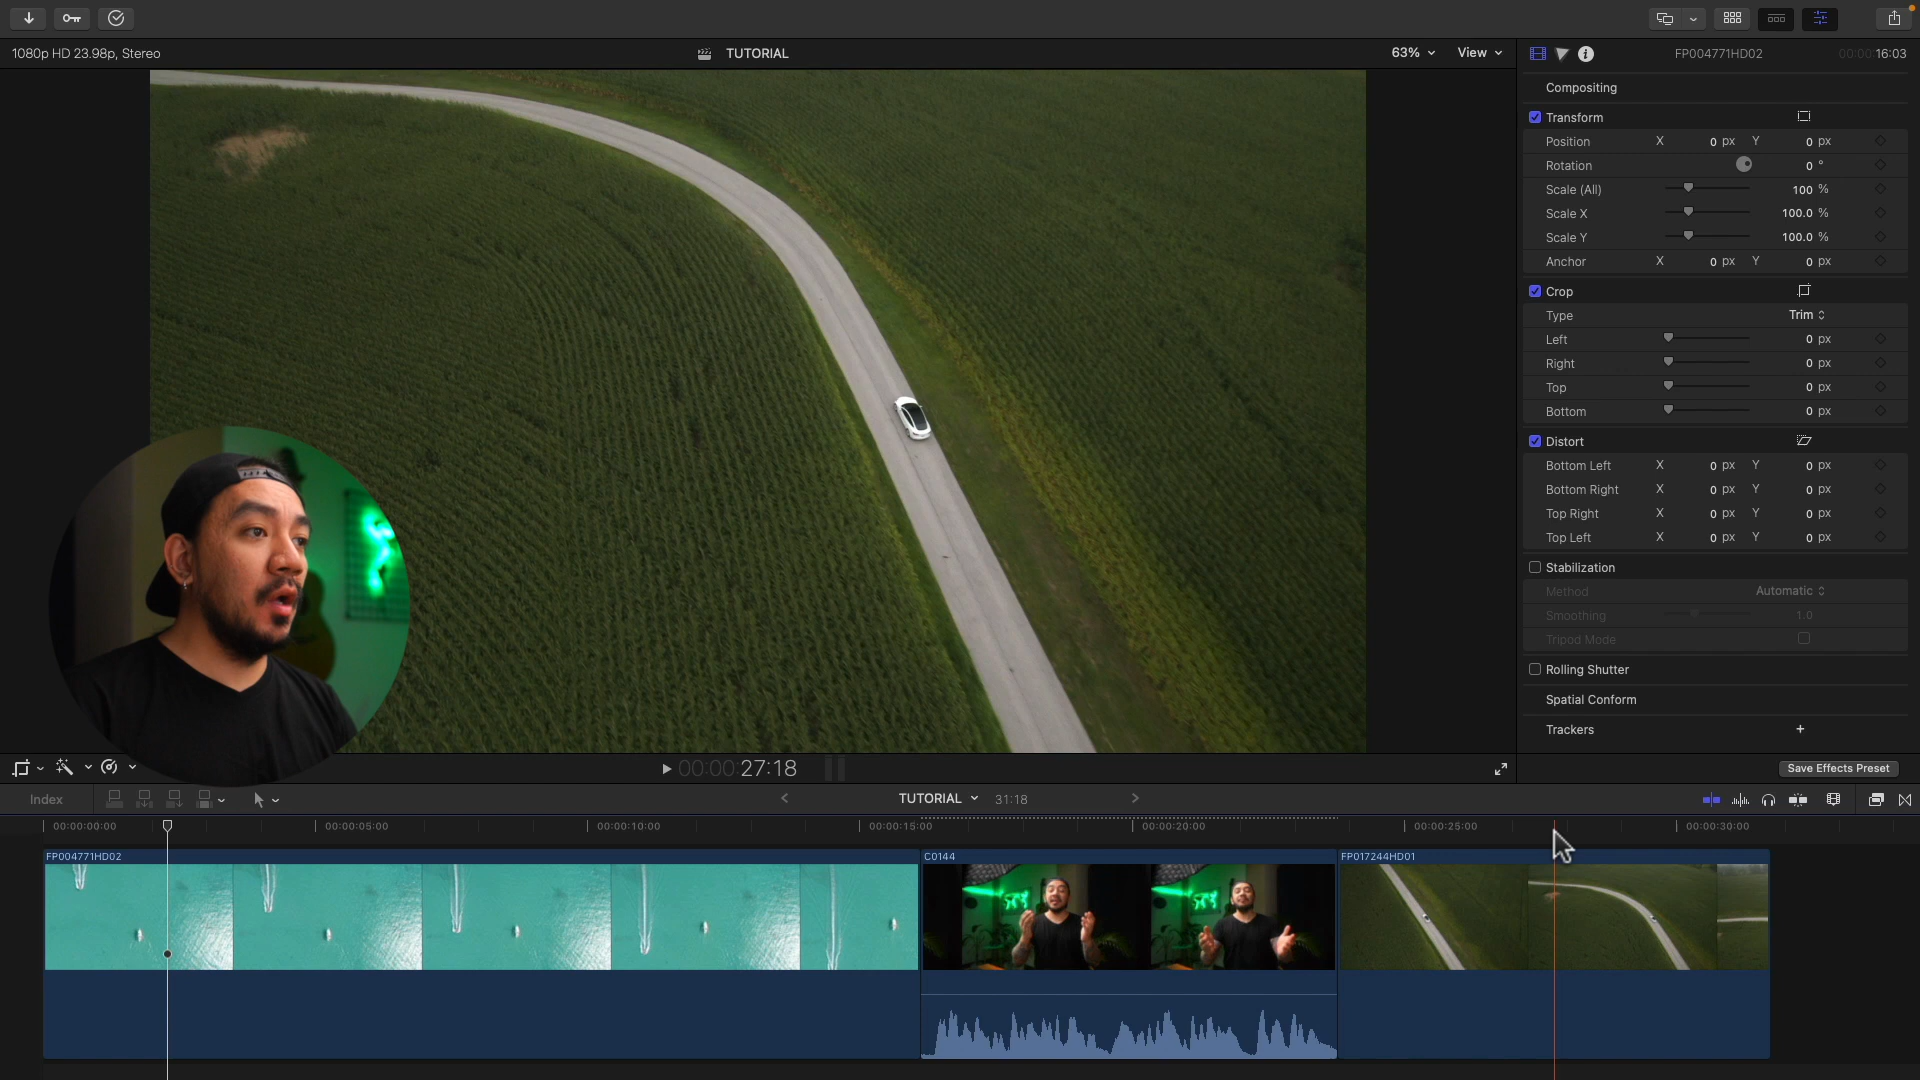 1080p HD 23.98p, Stereo
TUTORIAL
63%
View
FP004771HD02
00:00:16:03
Compositing
Transform
Position X 0 px Y 0 px
Rotation 0 °
Scale (All) 100 %
Scale X 100.0 %
Scale Y 100.0 %
Anchor X 0 px Y 0 px
Crop
Type Trim
Left 0 px
Right 0 px
Top 0 px
Bottom 0 px
Distort
Bottom Left X 0 px Y 0 px
Bottom Right X 0 px Y 0 px
Top Right X 0 px Y 0 px
Top Left X 0 px Y 0 px
Stabilization
Method Automatic
Smoothing 1.0
Tripod Mode
Rolling Shutter
Spatial Conform
Trackers +
00:00:27:18
Save Effects Preset
Index
TUTORIAL 31:18
00:00:00:00 00:00:05:00 00:00:10:00 00:00:15:00 00:00:20:00 00:00:25:00 00:00:30:00
FP004771HD02 C0144 FP017244HD01